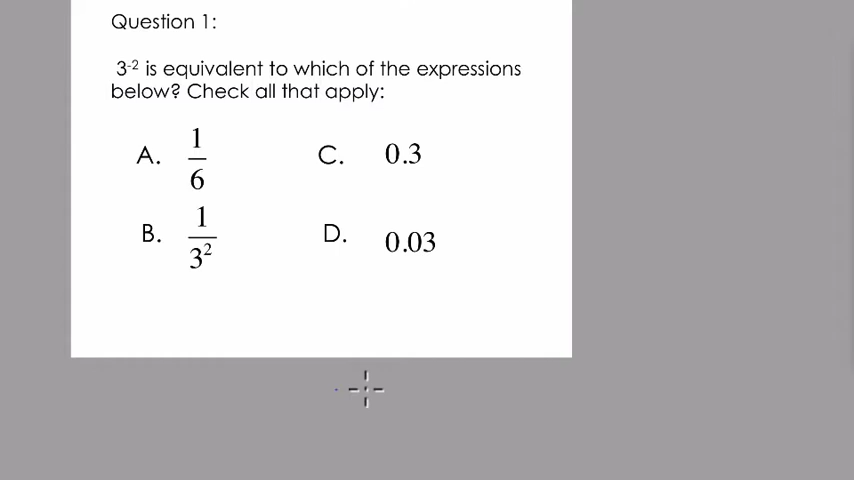 Question 1:
3⁻² is equivalent to which of the expressions
below? Check all that apply:
A. 1/6
C. 0.3
B. 1/3²
D. 0.03